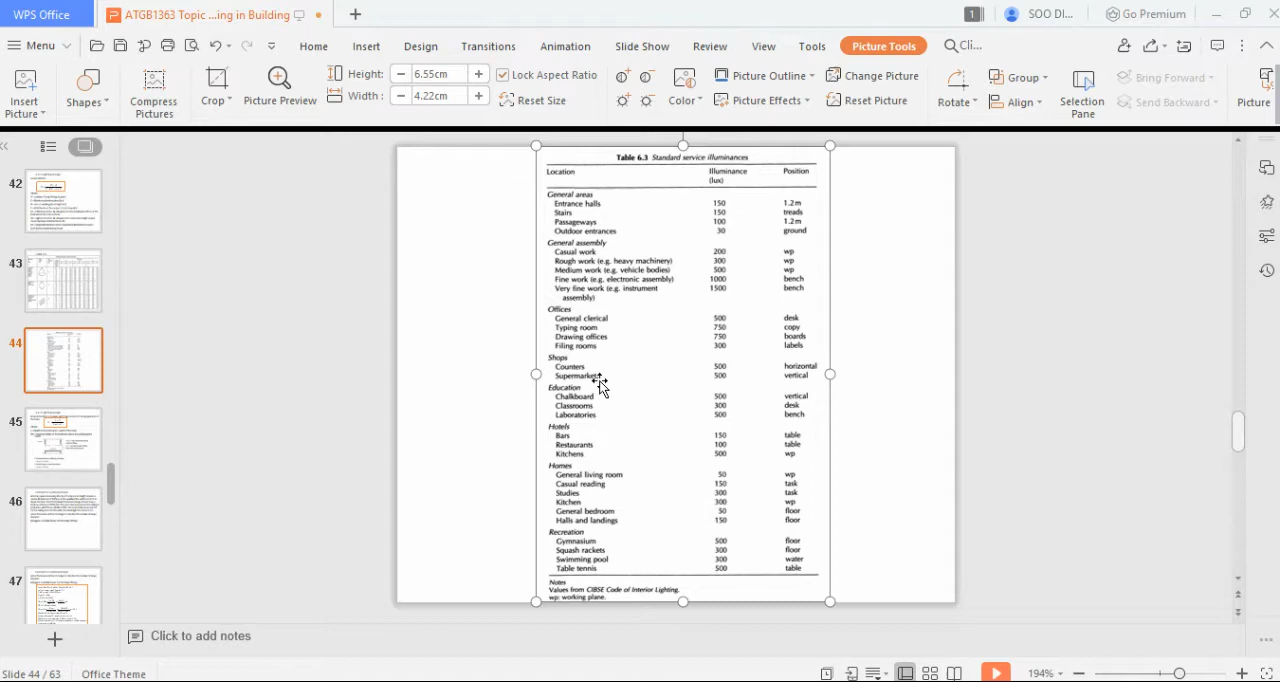 WPS Office
ATGB1363 Topic ...ing in Building
1
SOO DI...
Go Premium
Menu
Home
Insert
Design
Transitions
Animation
Slide Show
Review
View
Tools
Picture Tools
Cli...
Insert Picture
Shapes
Compress Pictures
Height: 6.55cm
Width : 4.22cm
Crop
Picture Preview
Lock Aspect Ratio
Reset Size
Color
Picture Outline
Picture Effects
Change Picture
Reset Picture
Rotate
Group
Align
Selection Pane
Bring Forward
Send Backward
Picture
42
43
44
45
46
47
Table 6.3 Standard service illuminances
Location Illuminance (lux) Position
General areas
Entrance halls 150 1.2m
Stairs 150 treads
Passageways 100 1.2m
Outdoor entrances 30 ground
General assembly
Casual work 200 wp
Rough work (e.g. heavy machinery) 300 wp
Medium work (e.g. vehicle bodies) 500 wp
Fine work (e.g. electronic assembly) 1000 bench
Very fine work (e.g. instrument 1500 bench
assembly)
Offices
General clerical 500 desk
Typing room 750 copy
Drawing offices 750 boards
Filing rooms 300 labels
Shops
Counters 500 horizontal
Supermarkets 500 vertical
Education
Chalkboard 500 vertical
Classrooms 300 desk
Laboratories 500 bench
Hotels
Bars 150 table
Restaurants 100 table
Kitchens 500 wp
Homes
General living room 50 wp
Casual reading 150 task
Studies 300 task
Kitchen 300 wp
General bedroom 50 floor
Halls and landings 150 floor
Recreation
Gymnasium 500 floor
Squash rackets 300 floor
Swimming pool 300 water
Table tennis 500 table
Notes
Values from CIBSE Code of Interior Lighting.
wp: working plane.
Click to add notes
Slide 44 / 63
Office Theme
194%